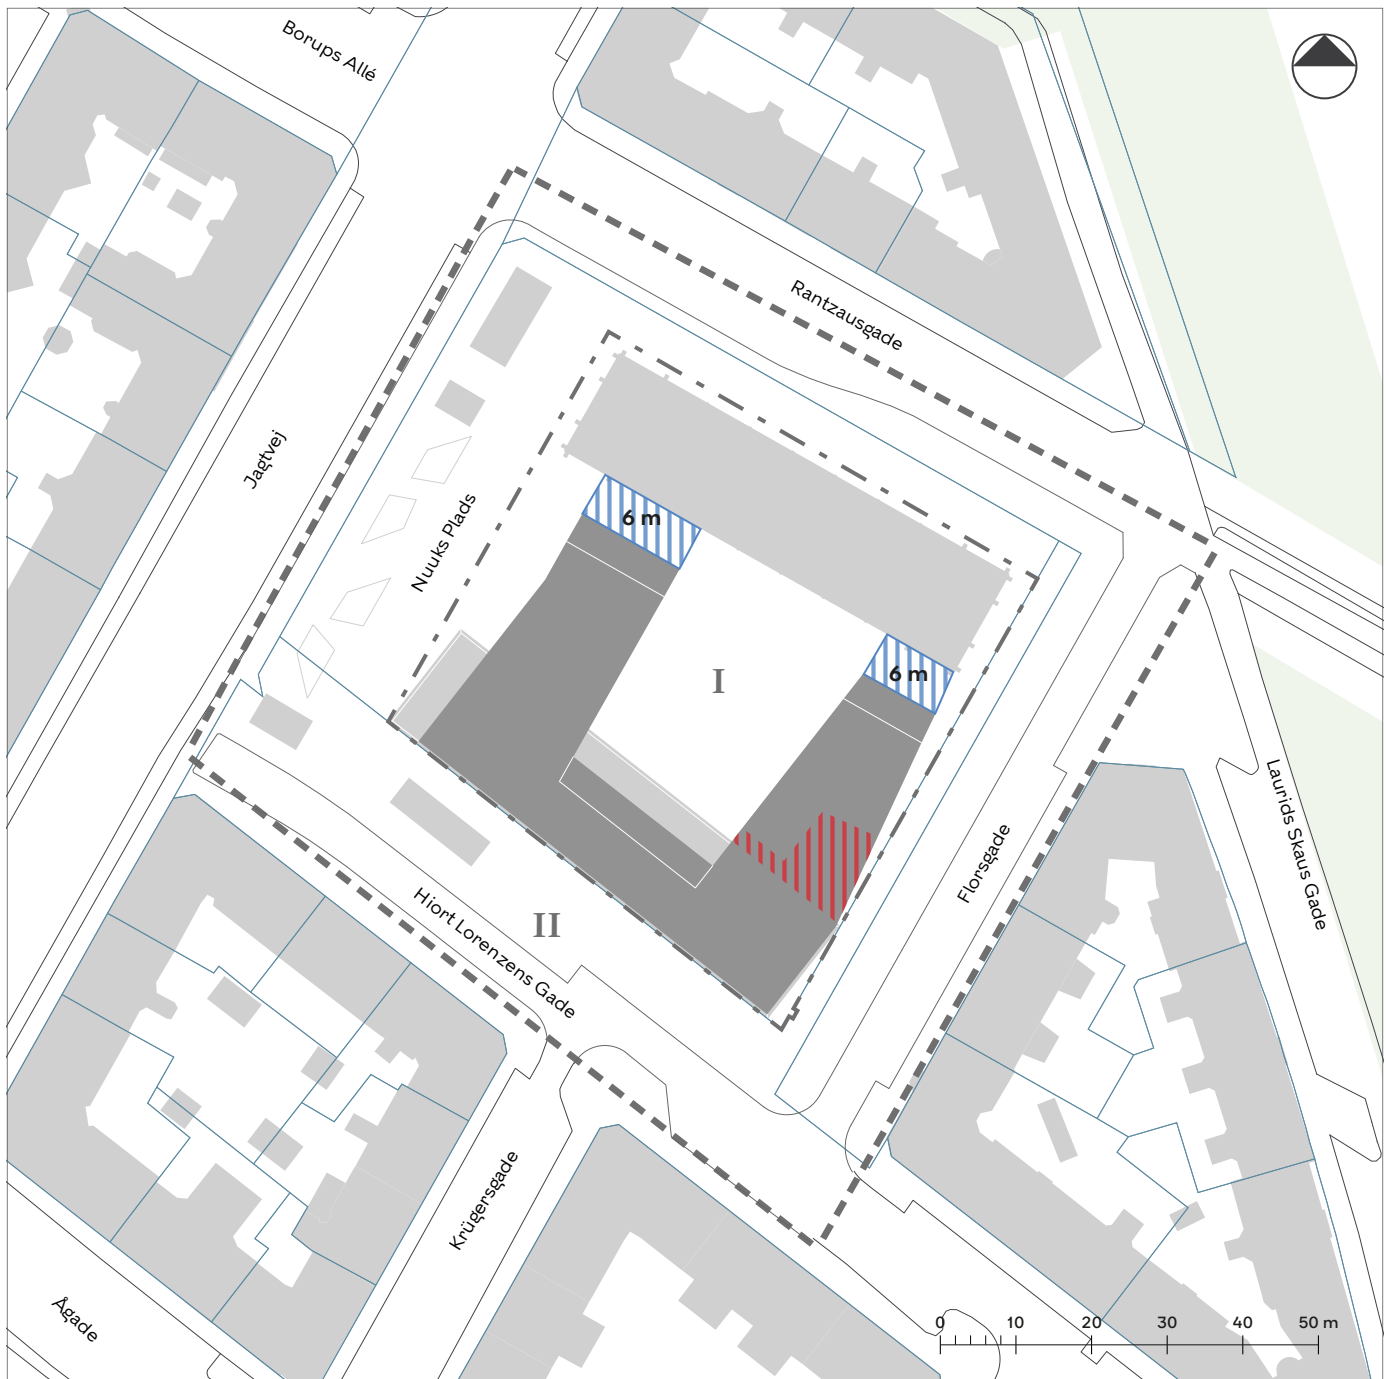 Borups Allé
Rantzausgade
Jagtvej
Nuuks Plads
6 m
6 m
I
II
Hiort Lorenzens Gade
Florsgade
Laurids Skaus Gade
Krügersgade
Ågade
0 10 20 30 40 50 m